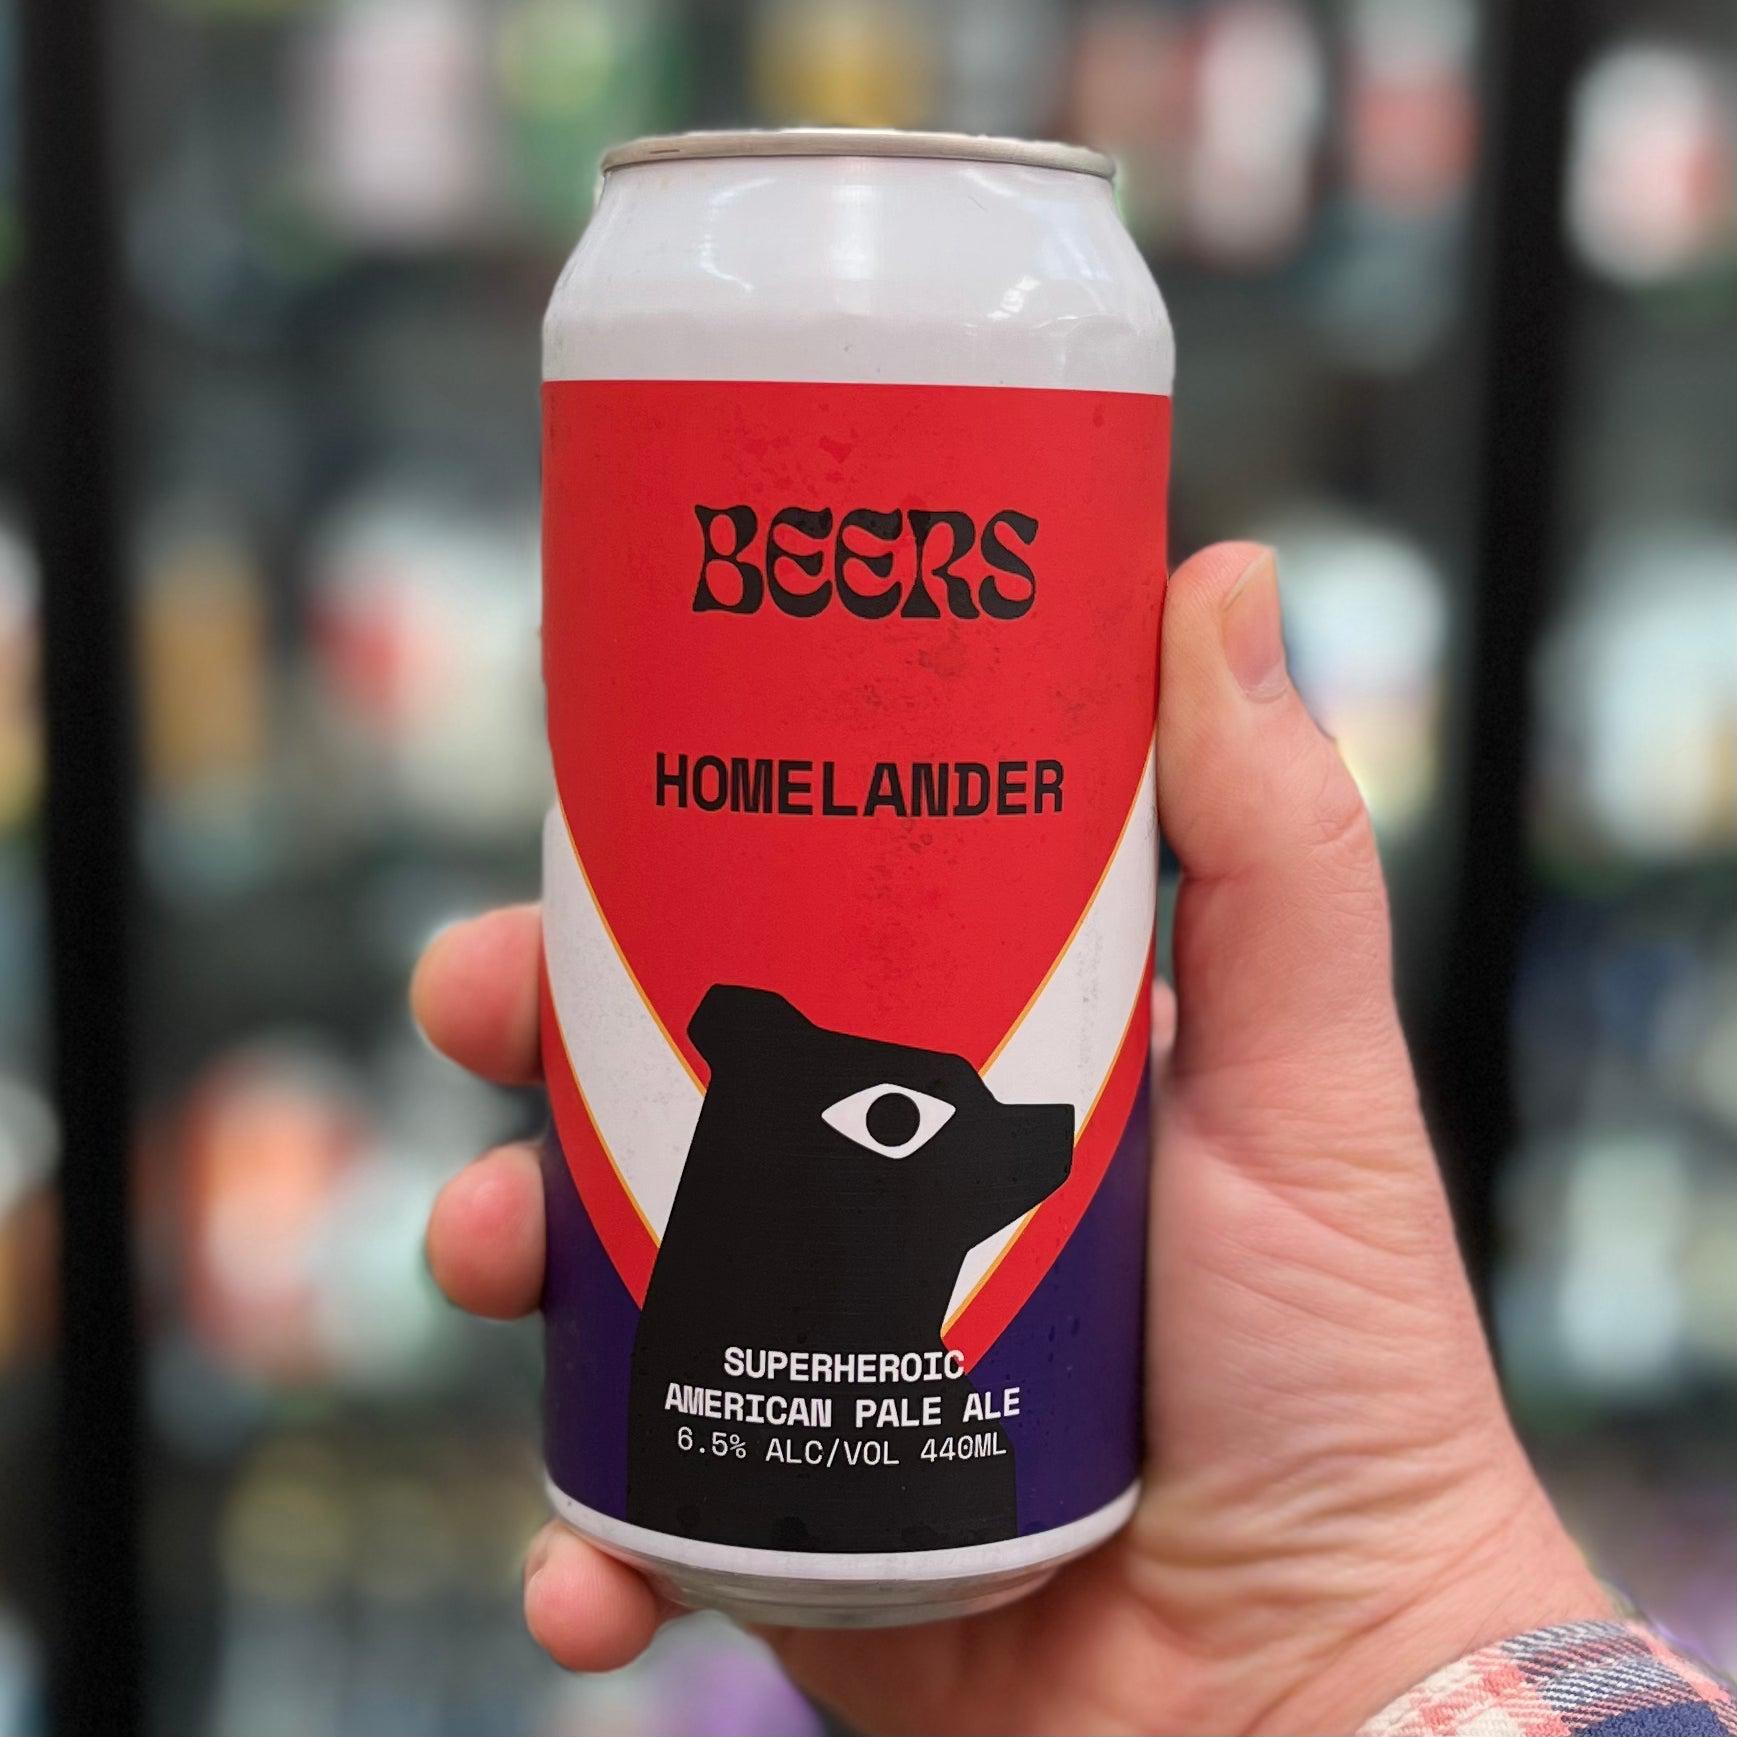 BEERS
HOMELANDER
SUPERHEROIC
AMERICAN PALE ALE
6.5% ALC/VOL 440ML